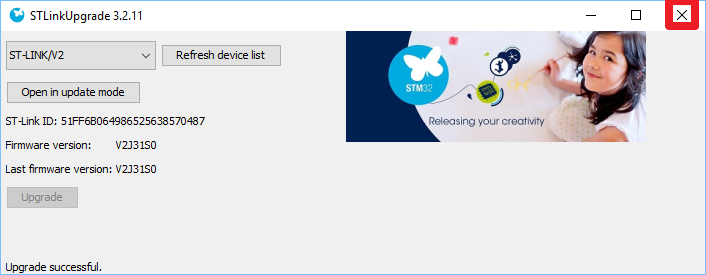 STLinkUpgrade 3.2.11
ST-LINK/V2
Refresh device list
Open in update mode
ST-Link ID: 51FF6B064986525638570487
Firmware version: V2J31S0
Last firmware version: V2J31S0
Upgrade
Upgrade successful.
STM32
Releasing your creativity